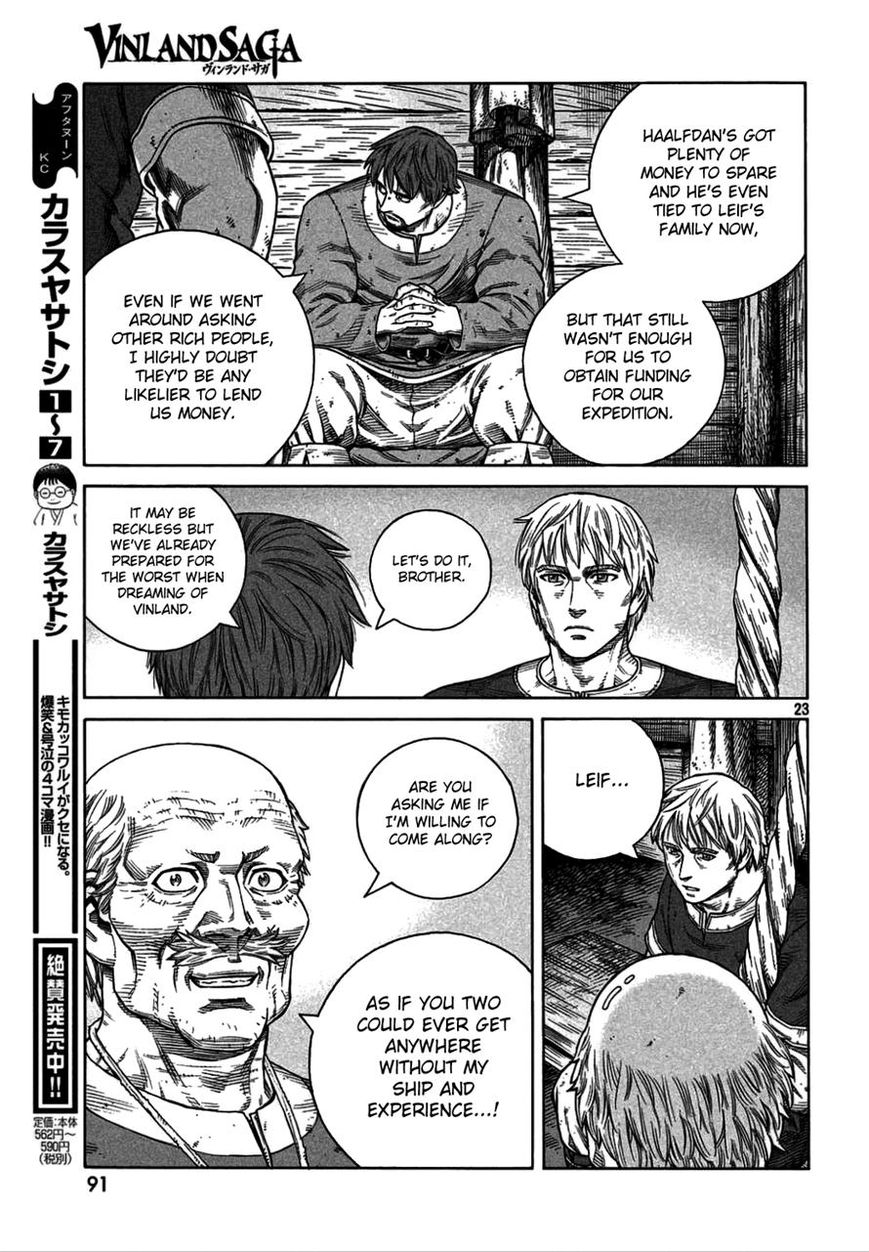 VINLAND SAGA
ヴィンランド・サガ
HAALFDAN'S GOT
PLENTY OF
MONEY TO SPARE
AND HE'S EVEN
TIED TO LEIF'S
FAMILY NOW,
BUT THAT STILL
WASN'T ENOUGH
FOR US TO
OBTAIN FUNDING
FOR OUR
EXPEDITION.
EVEN IF WE WENT
AROUND ASKING
OTHER RICH PEOPLE,
I HIGHLY DOUBT
THEY'D BE ANY
LIKELIER TO LEND
US MONEY.
LET'S DO IT,
BROTHER.
IT MAY BE
RECKLESS BUT
WE'VE ALREADY
PREPARED FOR
THE WORST WHEN
DREAMING OF
VINLAND.
23
LEIF...
ARE YOU
ASKING ME IF
I'M WILLING TO
COME ALONG?
AS IF YOU TWO
COULD EVER GET
ANYWHERE
WITHOUT MY
SHIP AND
EXPERIENCE...!
アフタヌーン
KC
カラスヤサトシ 1〜7
カラスヤサトシ
キモカッコワルイがクセになる。
爆笑&号泣の4コマ漫画!!
絶賛発売中!!
定価:本体
562円〜
590円
(税別)
91